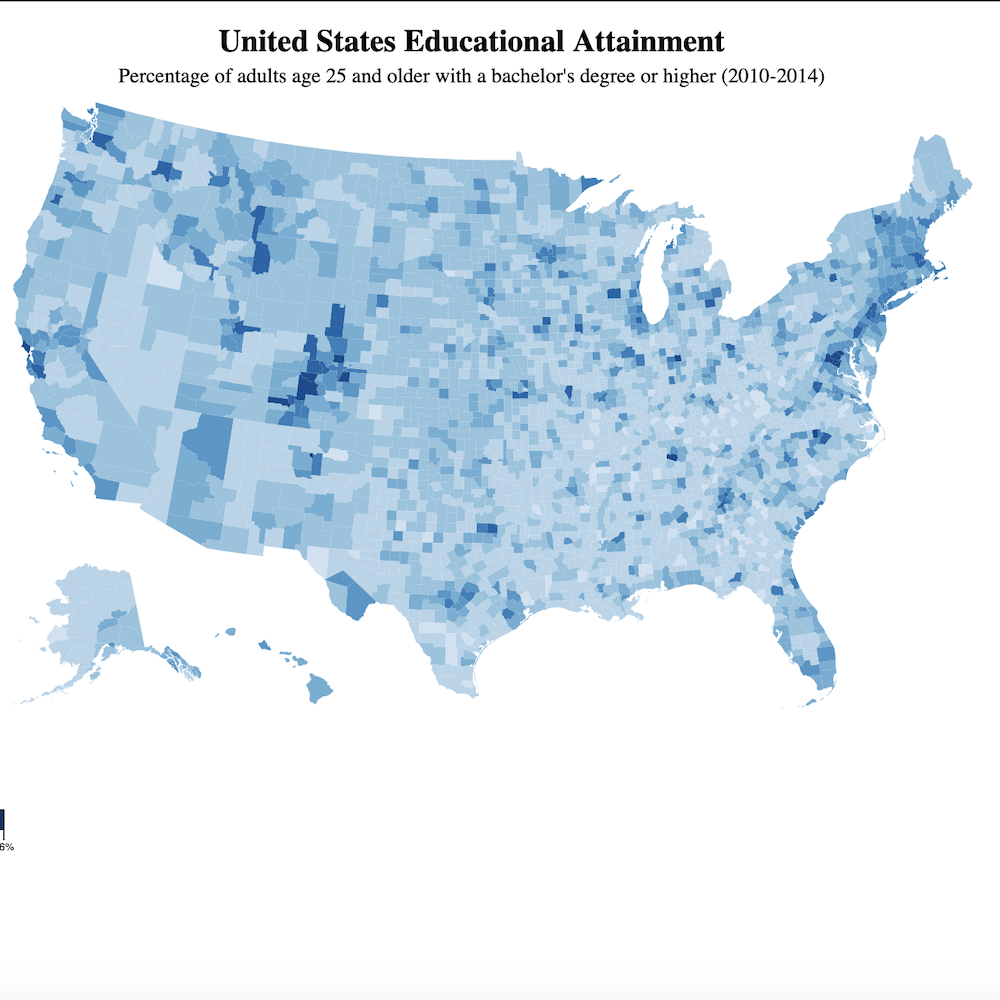 United States Educational Attainment
Percentage of adults age 25 and older with a bachelor's degree or higher (2010-2014)
6%